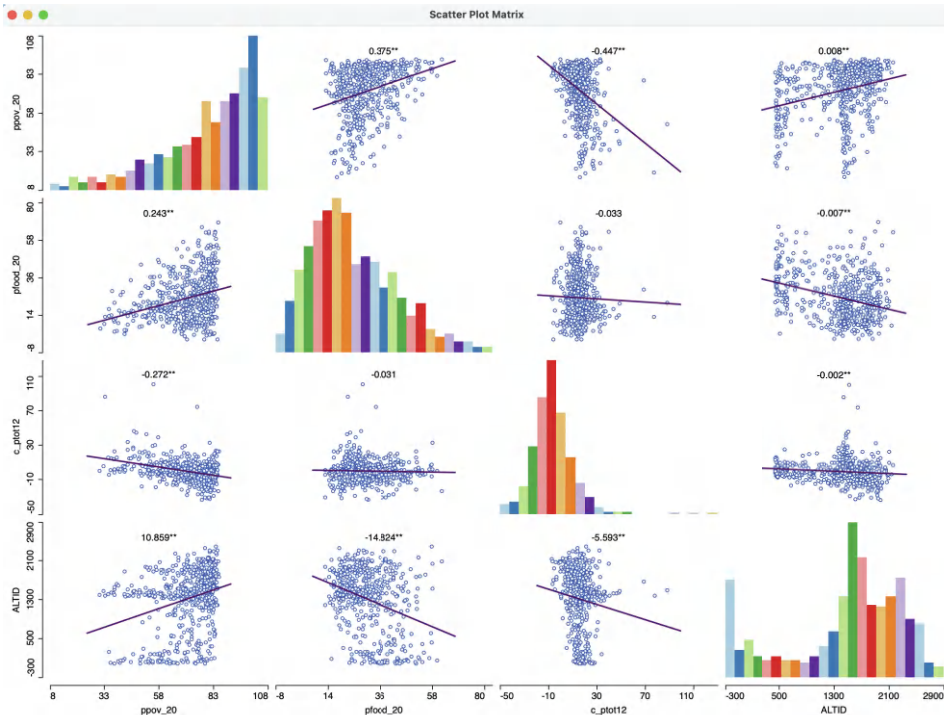 Scatter Plot Matrix
ppov_20
8 33 58 83 108
0.375**
-0.447**
0.008**
pfood_20
-8 14 36 58 80
0.243**
-0.033
-0.007**
c_ptot12
-50 -10 30 70 110
-0.272**
-0.031
-0.002**
ALTID
-300 500 1300 2100 2900
10.859**
-14.824**
-5.593**
8 33 58 83 108
-8 14 36 58 80
-50 -10 30 70 110
-300 500 1300 2100 2900
ppov_20 pfood_20 c_ptot12 ALTID